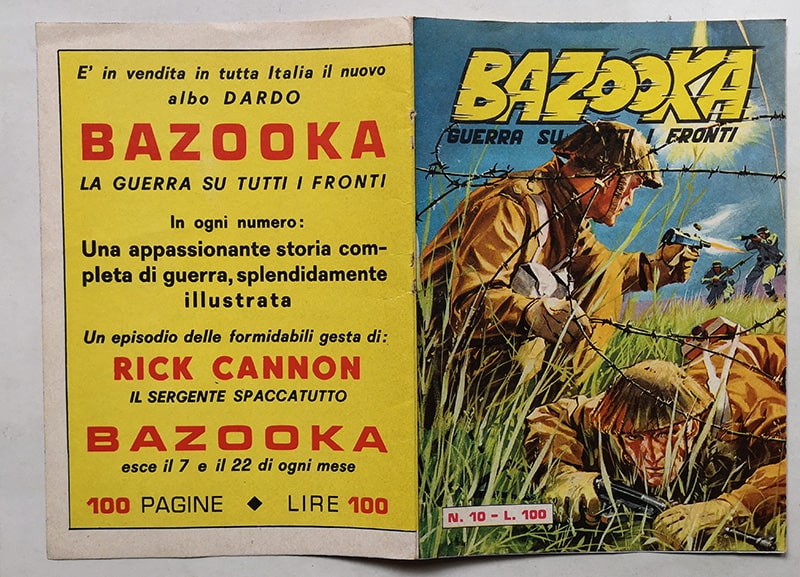 E' in vendita in tutta Italia il nuovo
albo DARDO
BAZOOKA
LA GUERRA SU TUTTI I FRONTI
In ogni numero:
Una appassionante storia com-
pleta di guerra, splendidamente
illustrata
Un episodio delle formidabili gesta di:
RICK CANNON
IL SERGENTE SPACCATUTTO
BAZOOKA
esce il 7 e il 22 di ogni mese
100 PAGINE ◆ LIRE 100
BAZOOKA
GUERRA SU TUTTI I FRONTI
N. 10 - L. 100